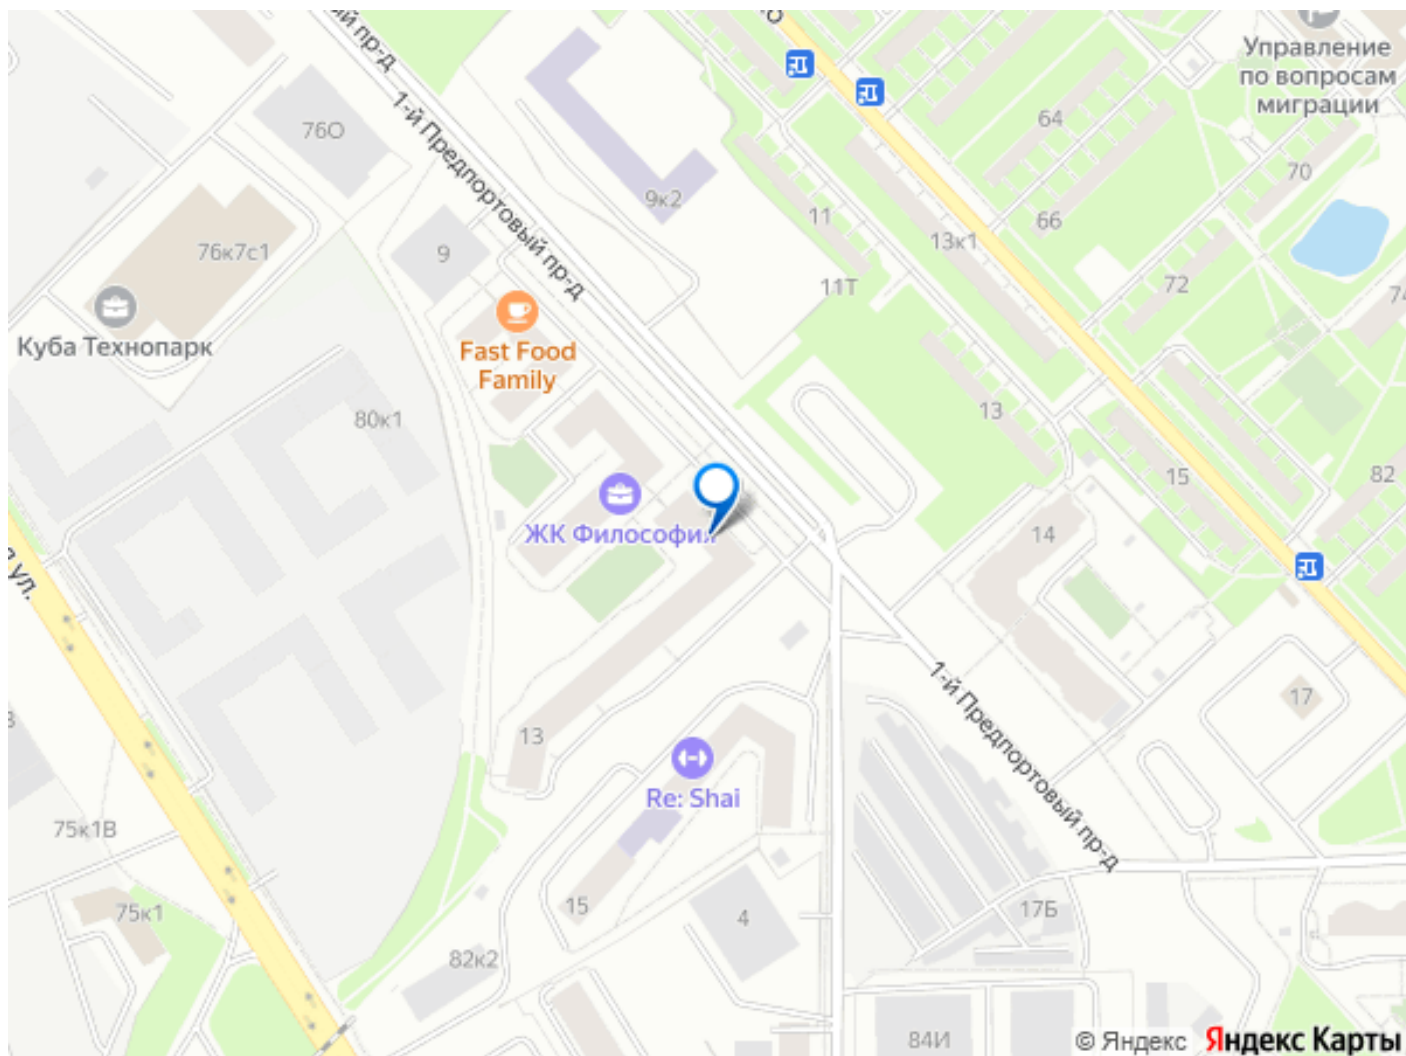 1-й Предпортовый пр-д
Управление
по вопросам
миграции
76О
64
70
9к2
11
66
13к1
76к7с1
9
72
11Т
Куба Технопарк
Fast Food
Family
80к1
13
15
82
ЖК Философия
14
1-й Предпортовый пр-д
17
13
Re: Shai
75к1В
75к1
15
4
17Б
82к2
84И
© Яндекс Яндекс Карты